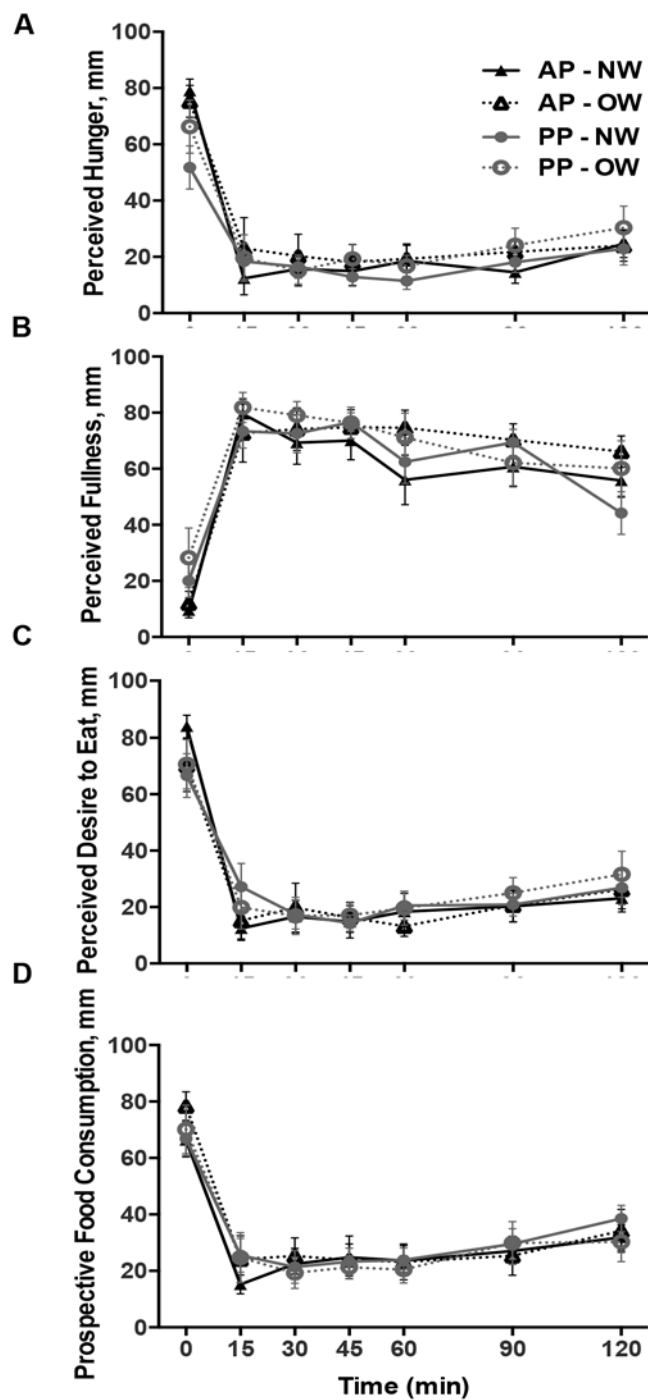 A
Perceived Hunger, mm
100
80
60
40
20
0
AP - NW
AP - OW
PP - NW
PP - OW
B
Perceived Fullness, mm
100
80
60
40
20
0
C
Perceived Desire to Eat, mm
100
80
60
40
20
0
D
Prospective Food Consumption, mm
100
80
60
40
20
0
0 15 30 45 60 90 120
Time (min)